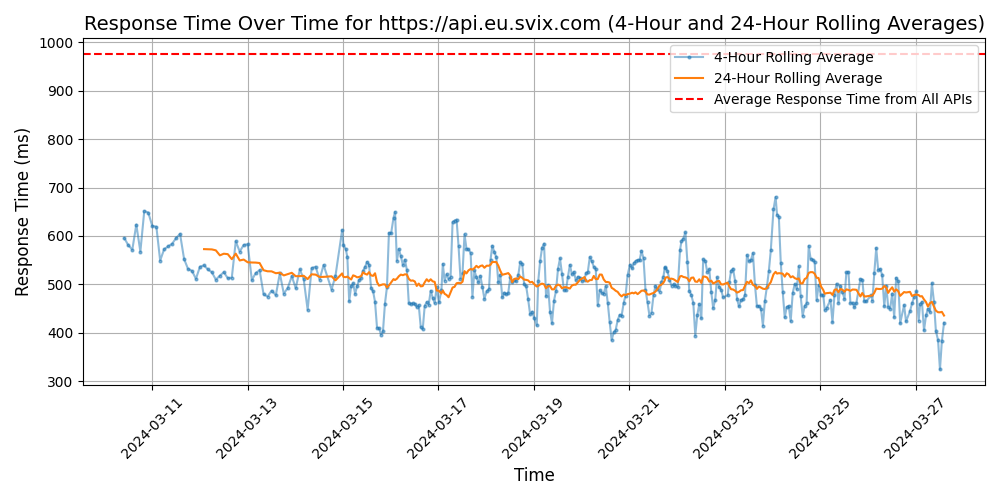 Response Time Over Time for https://api.eu.svix.com (4-Hour and 24-Hour Rolling Averages)
4-Hour Rolling Average
24-Hour Rolling Average
Average Response Time from All APIs
Response Time (ms)
1000
900
800
700
600
500
400
300
2024-03-11
2024-03-13
2024-03-15
2024-03-17
2024-03-19
2024-03-21
2024-03-23
2024-03-25
2024-03-27
Time